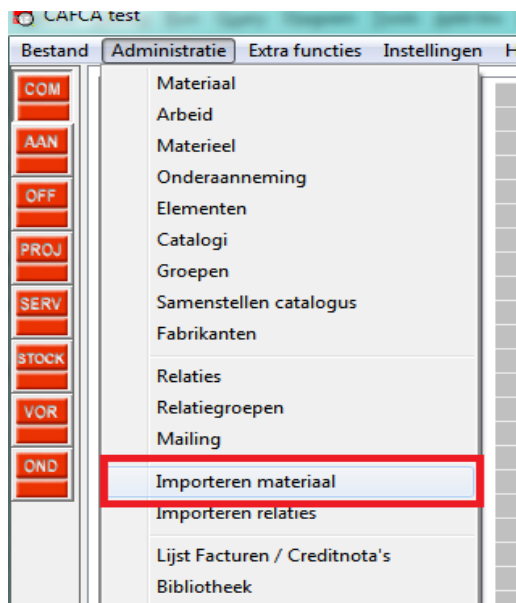 CAFCA test
Bestand Administratie Extra functies Instellingen H
COM
AAN
OFF
PROJ
SERV
STOCK
VOR
OND
Materiaal
Arbeid
Materieel
Onderaanneming
Elementen
Catalogi
Groepen
Samenstellen catalogus
Fabrikanten
Relaties
Relatiegroepen
Mailing
Importeren materiaal
Importeren relaties
Lijst Facturen / Creditnota's
Bibliotheek